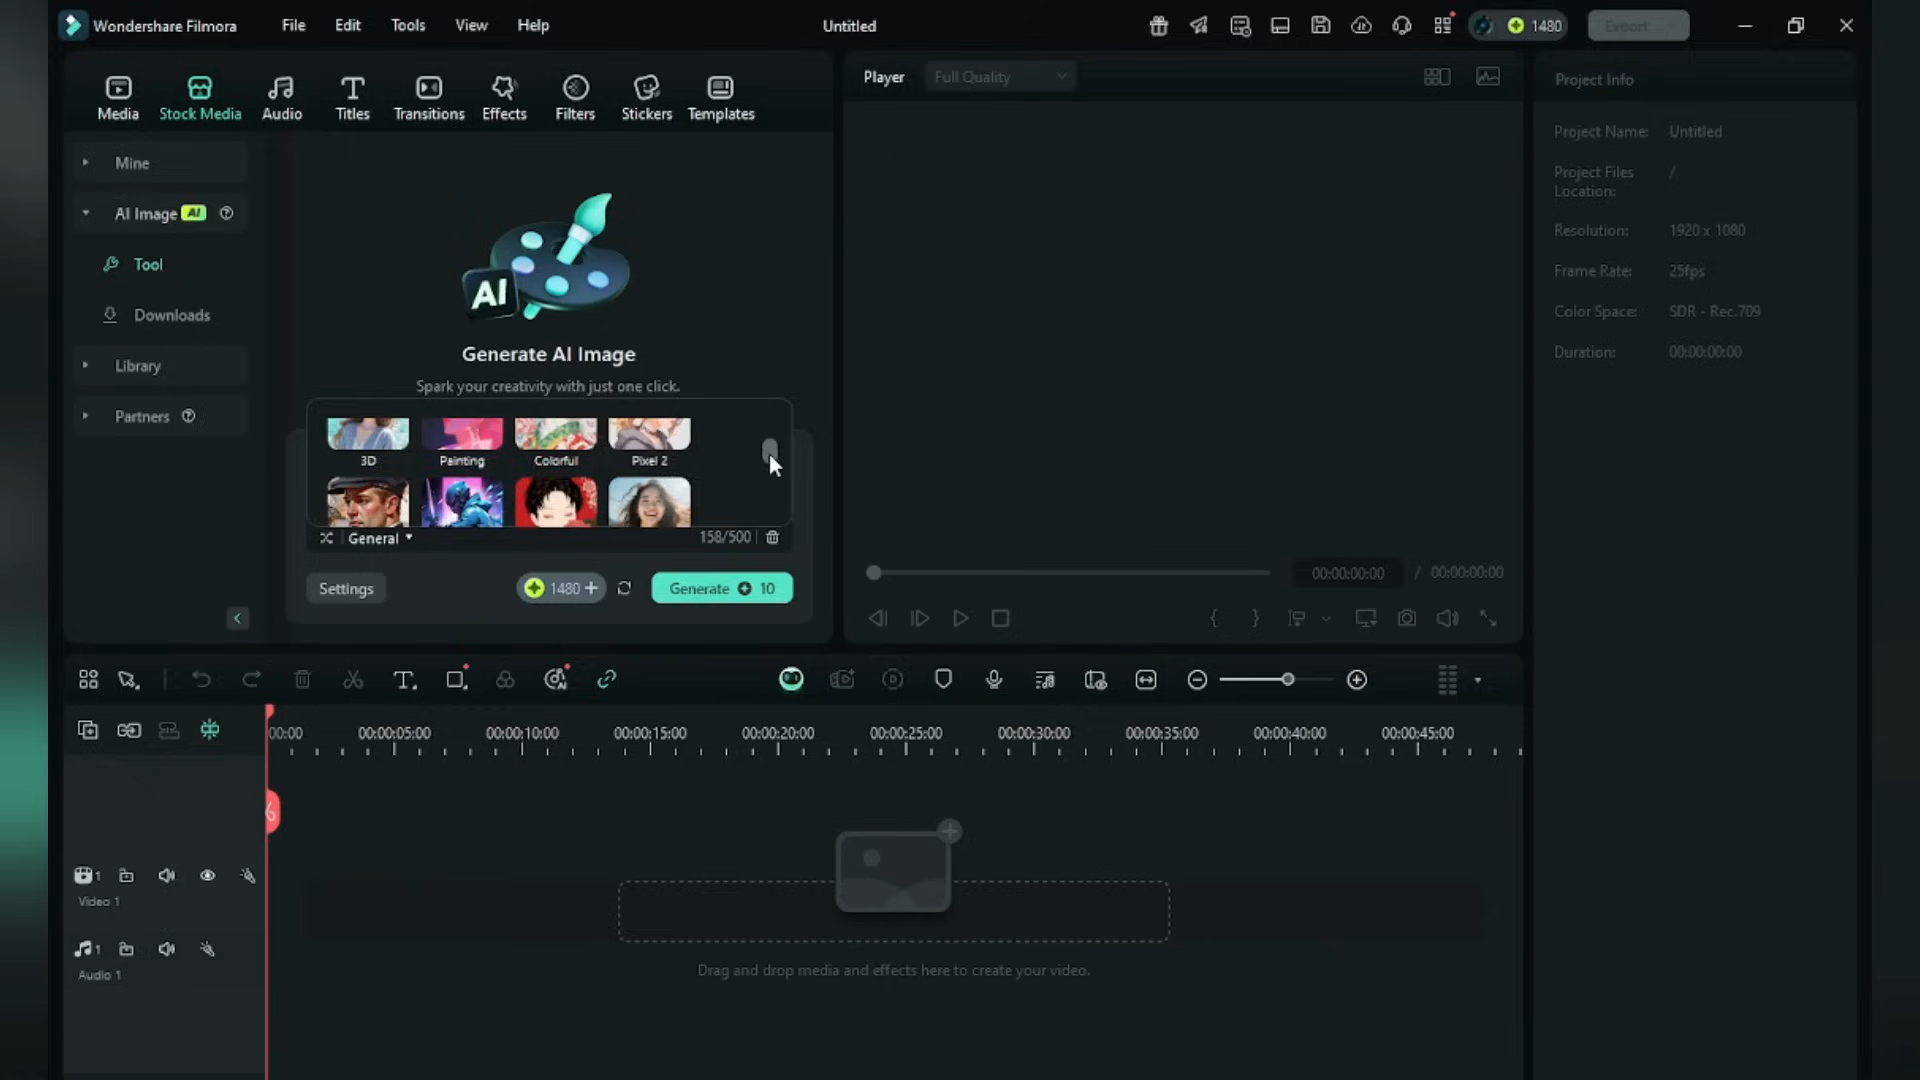 Wondershare Filmora
File
Edit
Tools
View
Help
Untitled
1480
Export
Media
Stock Media
Audio
Titles
Transitions
Effects
Filters
Stickers
Templates
Player
Full Quality
Project Info
Mine
AI Image AI
Tool
Downloads
Library
Partners
AI
Generate AI Image
Spark your creativity with just one click.
3D
Painting
Colorful
Pixel 2
General
158/500
Settings
1480
Generate 10
Project Name: Untitled
Project Files Location: /
Resolution: 1920 x 1080
Frame Rate: 25fps
Color Space: SDR - Rec.709
Duration: 00:00:00:00
00:00:00:00 / 00:00:00:00
:00:00
00:00:05:00
00:00:10:00
00:00:15:00
00:00:20:00
00:00:25:00
00:00:30:00
00:00:35:00
00:00:40:00
00:00:45:00
1
Video 1
1
Audio 1
Drag and drop media and effects here to create your video.